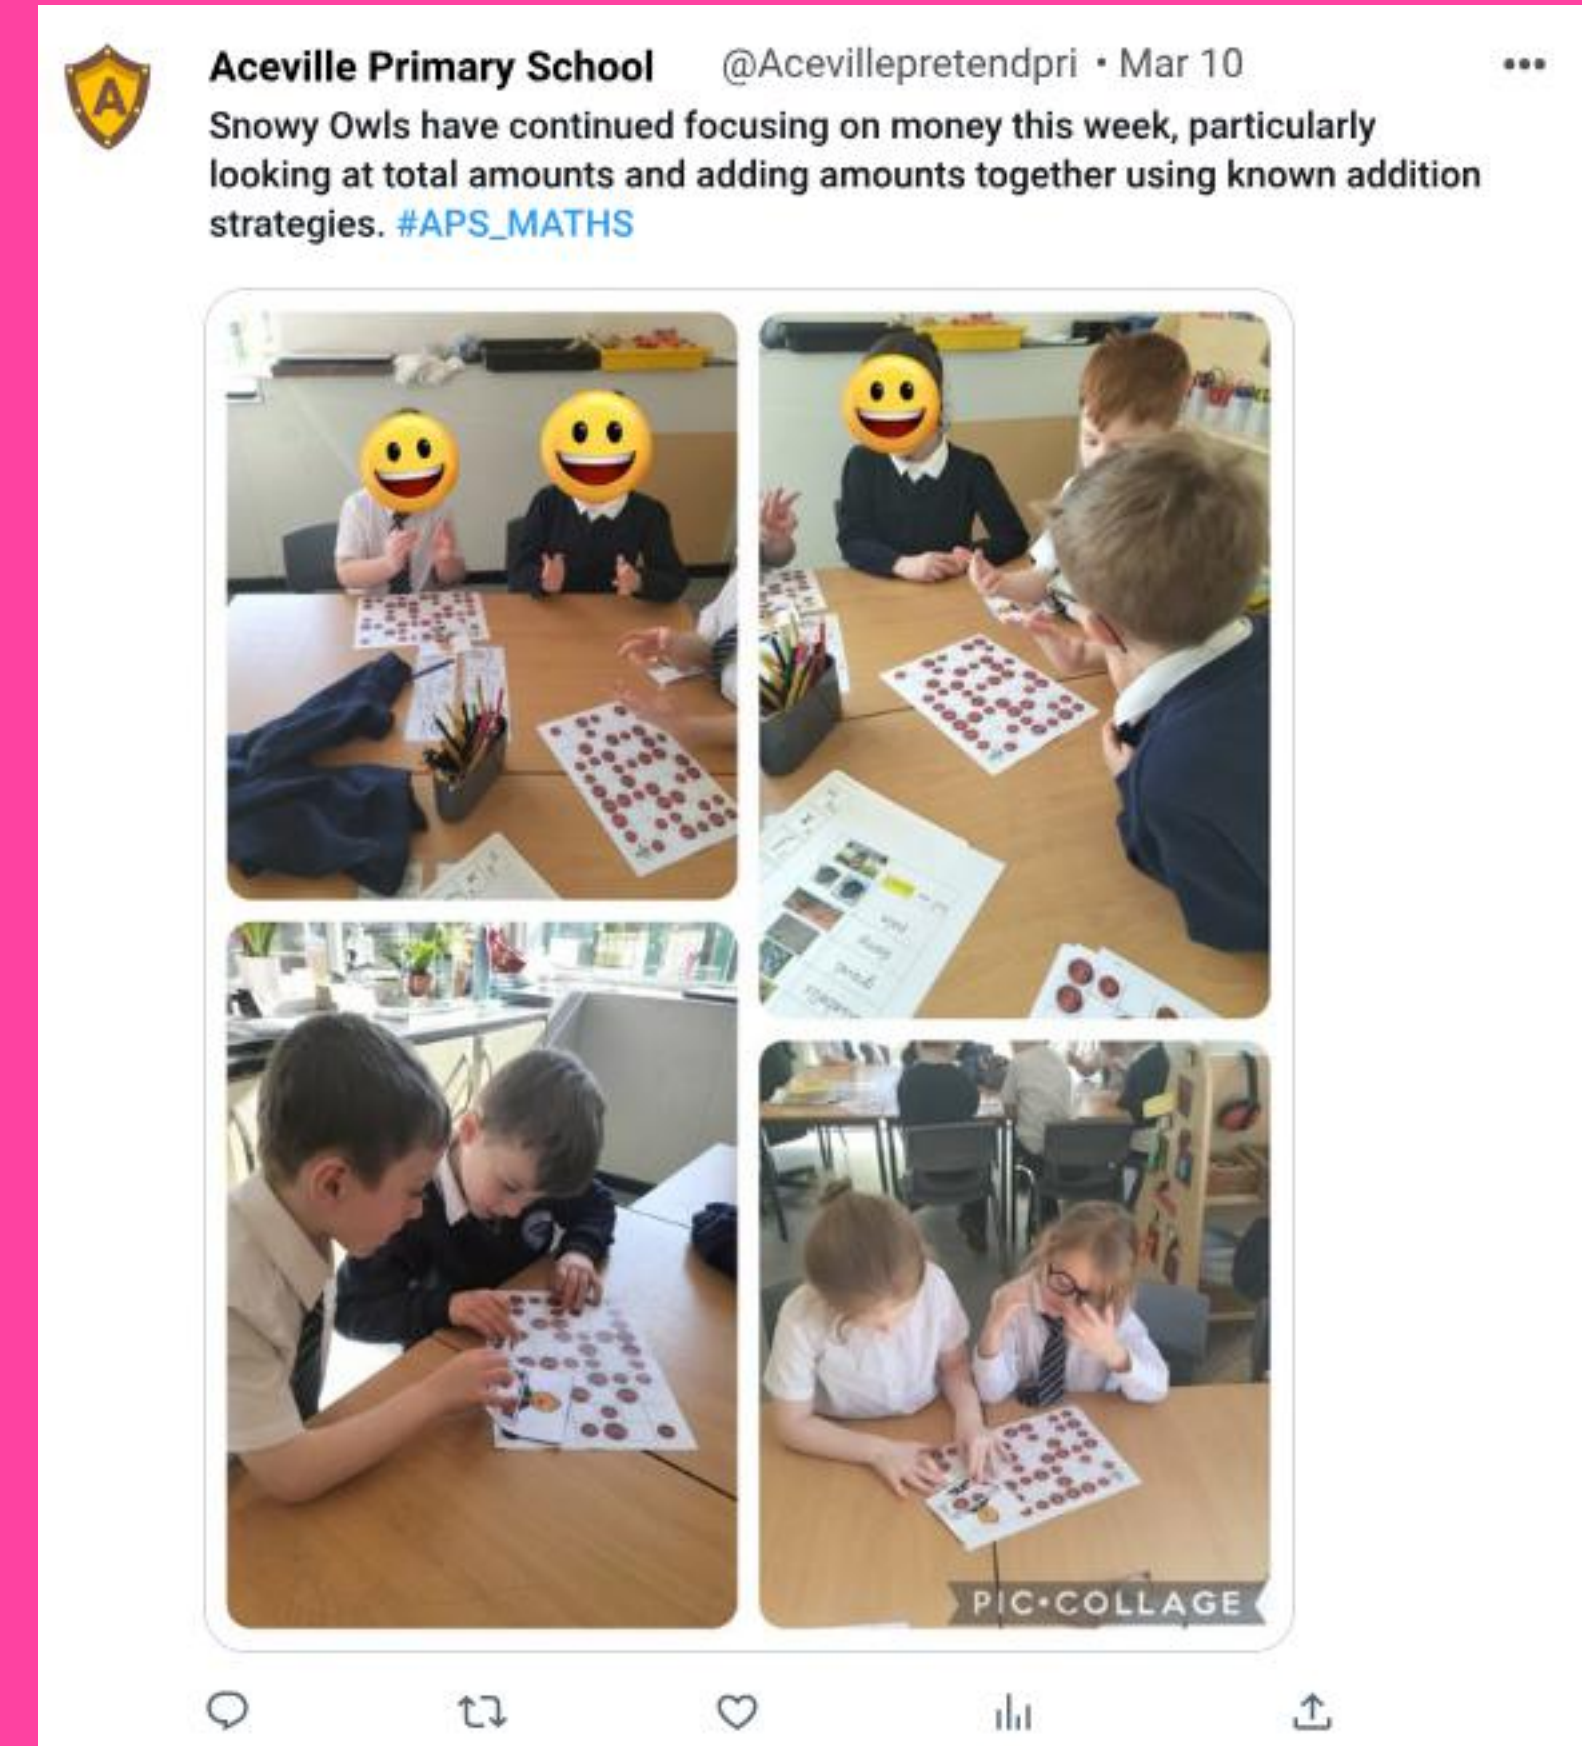 A
Aceville Primary School @Acevillepretendpri • Mar 10
Snowy Owls have continued focusing on money this week, particularly
looking at total amounts and adding amounts together using known addition
strategies. #APS_MATHS
PIC•COLLAGE